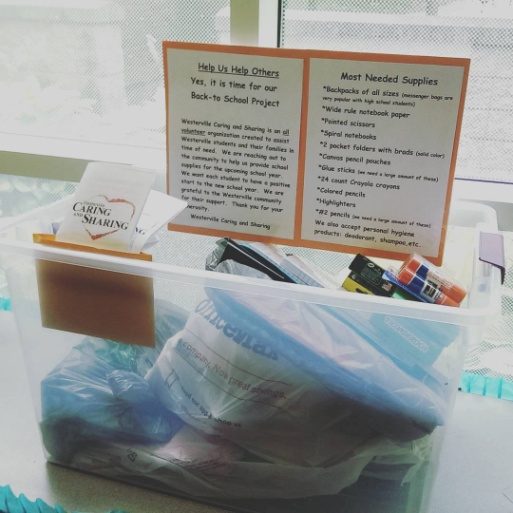 Help Us Help Others
Yes, it is time for our
Back-to School Project
Westerville Caring and Sharing is an all
volunteer organization created to assist
Westerville students and their families in
time of need. We are reaching out to
the community to help us provide school
supplies for the upcoming school year.
We want each student to have a positive
start to the new school year. We are
grateful to the Westerville community
for their support. Thank you for your
generosity.
Westerville Caring and Sharing
Most Needed Supplies
*Backpacks of all sizes (messenger bags are
very popular with high school students)
*Wide rule notebook paper
*Pointed scissors
*Spiral notebooks
*2 pocket folders with brads (solid color)
*Canvas pencil pouches
*Glue sticks (we need a large amount of these)
*24 count Crayola crayons
*Colored pencils
*Highlighters
*#2 pencils (we need a large amount of these)
We also accept personal hygiene
products: deodorant, shampoo, etc.
CARING
AND SHARING
OfficeMax